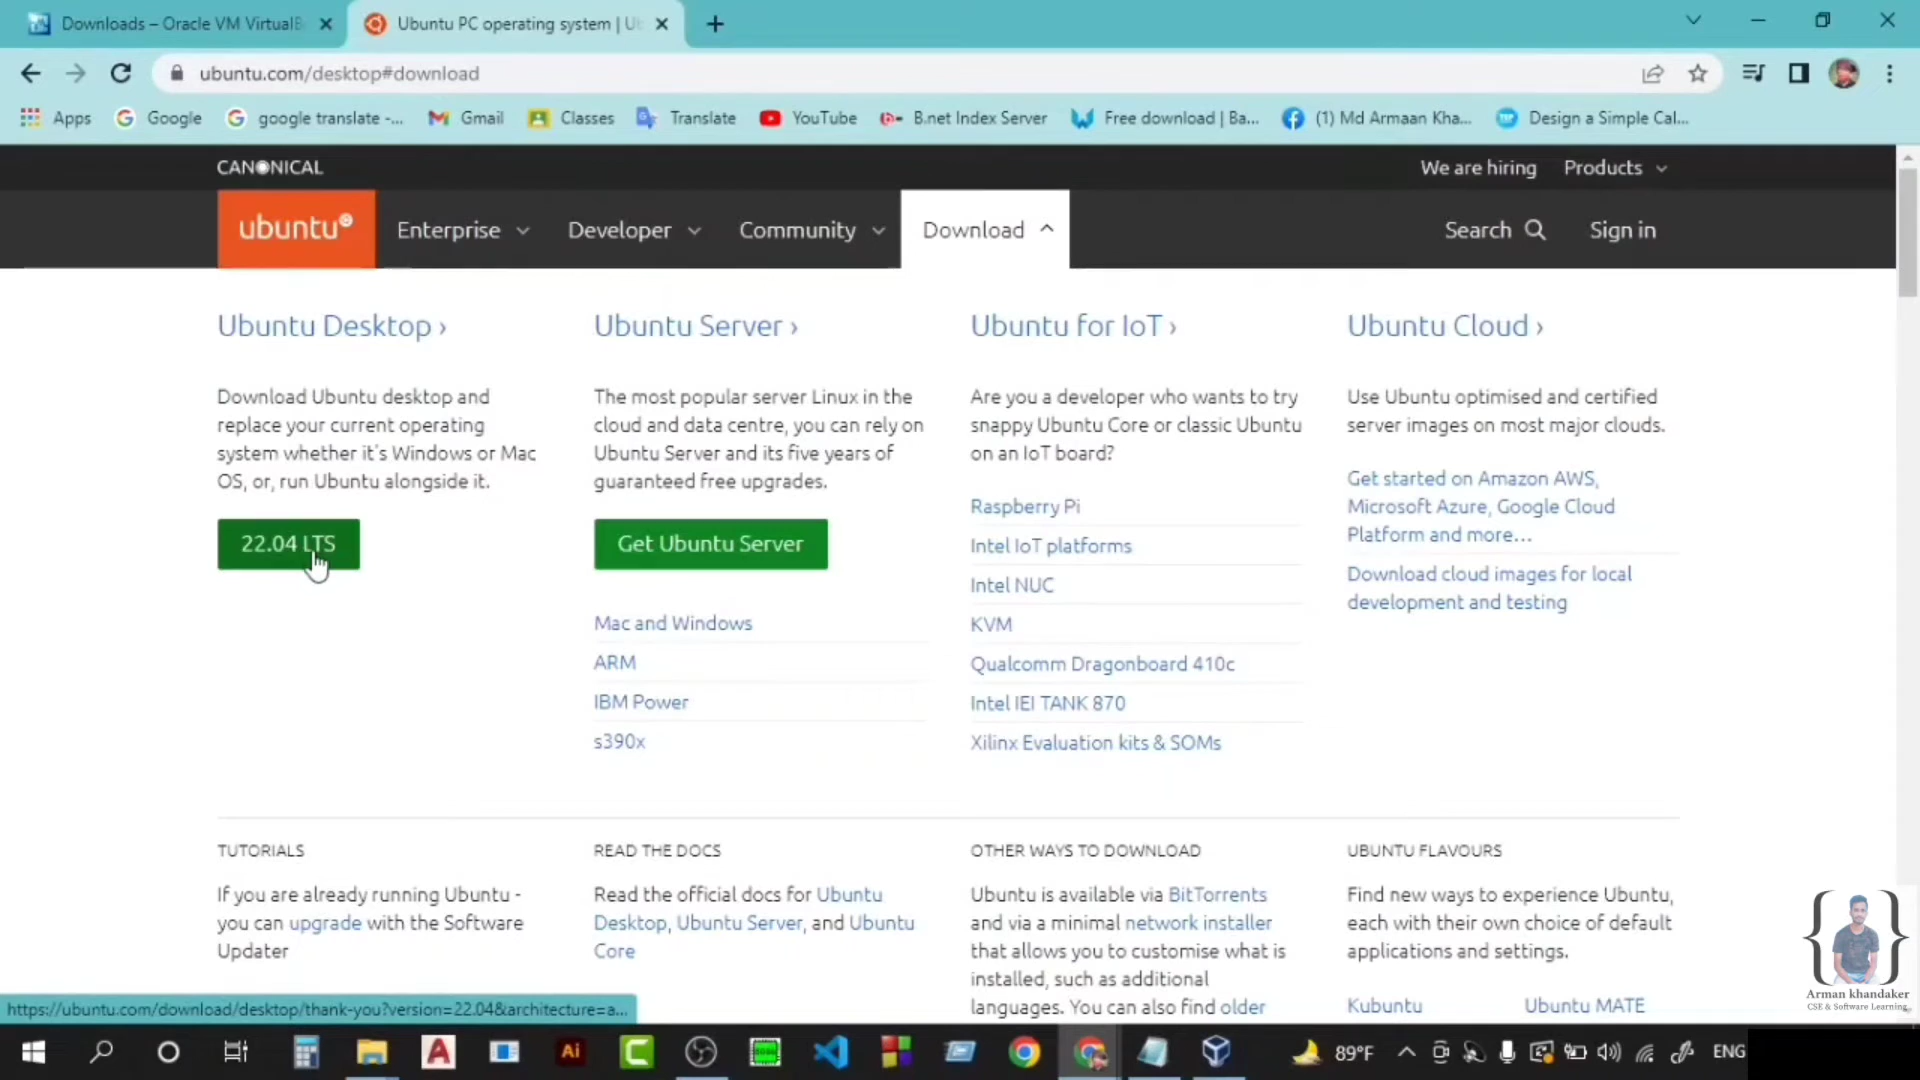 Downloads – Oracle VM VirtualB
Ubuntu PC operating system | Ub
ubuntu.com/desktop#download
Apps
Google
google translate -...
Gmail
Classes
Translate
YouTube
B.net Index Server
Free download | Ba...
(1) Md Armaan Kha...
Design a Simple Cal...
CANONICAL
We are hiring
Products
ubuntu
Enterprise
Developer
Community
Download
Search
Sign in
Ubuntu Desktop ›
Download Ubuntu desktop and
replace your current operating
system whether it's Windows or Mac
OS, or, run Ubuntu alongside it.
22.04 LTS
Ubuntu Server ›
The most popular server Linux in the
cloud and data centre, you can rely on
Ubuntu Server and its five years of
guaranteed free upgrades.
Get Ubuntu Server
Mac and Windows
ARM
IBM Power
s390x
Ubuntu for IoT ›
Are you a developer who wants to try
snappy Ubuntu Core or classic Ubuntu
on an IoT board?
Raspberry Pi
Intel IoT platforms
Intel NUC
KVM
Qualcomm Dragonboard 410c
Intel IEI TANK 870
Xilinx Evaluation kits & SOMs
Ubuntu Cloud ›
Use Ubuntu optimised and certified
server images on most major clouds.
Get started on Amazon AWS,
Microsoft Azure, Google Cloud
Platform and more...
Download cloud images for local
development and testing
TUTORIALS
If you are already running Ubuntu -
you can upgrade with the Software
Updater
READ THE DOCS
Read the official docs for Ubuntu
Desktop, Ubuntu Server, and Ubuntu
Core
OTHER WAYS TO DOWNLOAD
Ubuntu is available via BitTorrents
and via a minimal network installer
that allows you to customise what is
installed, such as additional
languages. You can also find older
UBUNTU FLAVOURS
Find new ways to experience Ubuntu,
each with their own choice of default
applications and settings.
Kubuntu
Ubuntu MATE
Arman khandaker
CSE & Software Learning
https://ubuntu.com/download/desktop/thank-you?version=22.04&architecture=a...
Ai
89°F
ENG